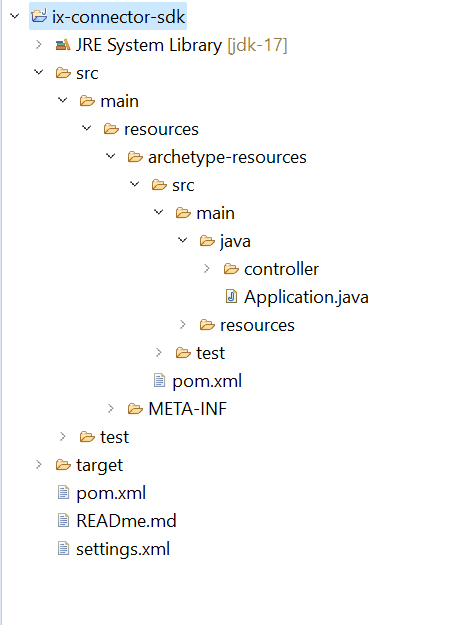 ix-connector-sdk
JRE System Library [jdk-17]
src
main
resources
archetype-resources
src
main
java
controller
Application.java
resources
test
pom.xml
META-INF
test
target
pom.xml
READme.md
settings.xml